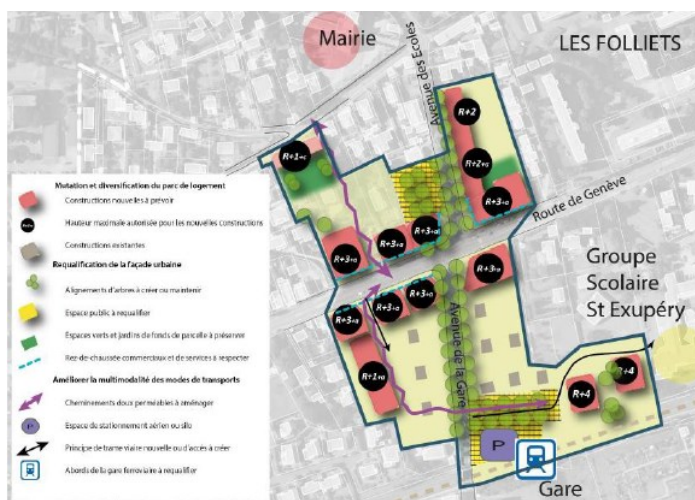 Mairie
LES FOLLIETS
Avenue des Ecoles
R+2
R+1+c
R+2+a
Route de Genève
R+3+a
R+3+a
R+3+a
R+3+a
R+3+a
Groupe
Scolaire
St Exupéry
R+3+a
R+3+a
R+3+a
Avenue de la Gare
R+1+a
R+4
R+4
P
Gare
Mutation et diversification du parc de logement
Constructions nouvelles à prévoir
Hauteur maximale autorisée pour les nouvelles constructions
Constructions existantes
Requalification de la façade urbaine
Alignements d'arbres à créer ou maintenir
Espace public à requalifier
Espaces verts et jardins de fonds de parcelle à préserver
Rez-de-chaussée commerciaux et de services à respecter
Améliorer la multimodalité des modes de transports
Cheminements doux perméables à aménager
P
Espace de stationnement aérien ou silo
Principe de trame viaire nouvelle ou d'accès à créer
Abords de la gare ferroviaire à requalifier